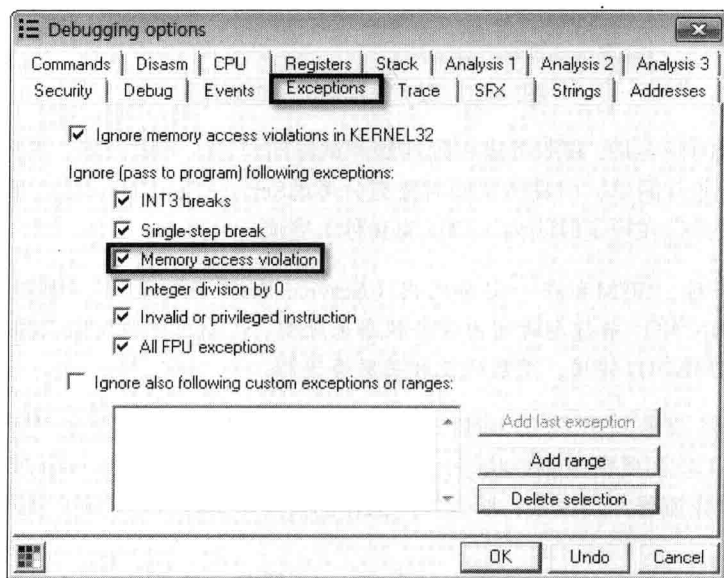 Debugging options
Commands Disasm CPU Registers Stack Analysis 1 Analysis 2 Analysis 3
Security Debug Events Exceptions Trace SFX Strings Addresses
Ignore memory access violations in KERNEL32
Ignore (pass to program) following exceptions:
INT3 breaks
Single-step break
Memory access violation
Integer division by 0
Invalid or privileged instruction
All FPU exceptions
Ignore also following custom exceptions or ranges:
Add last exception
Add range
Delete selection
OK Undo Cancel